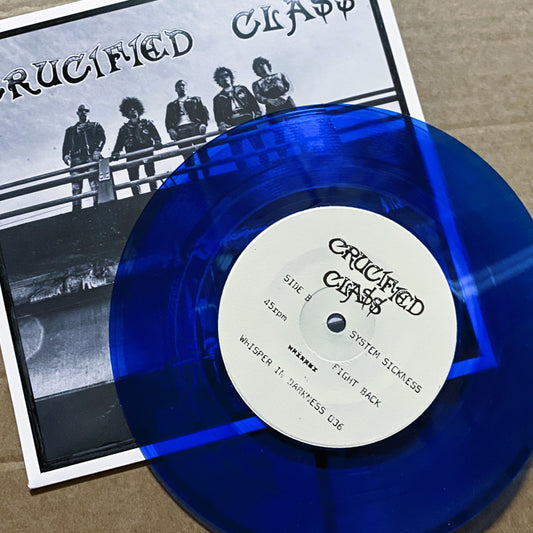 CRUCIFIED CLA$$
CRUCIFIED
CLA$$
SIDE B
45rpm
SYSTEM SICKNESS
FIGHT BACK
WHISPER IN DARKNESS 036